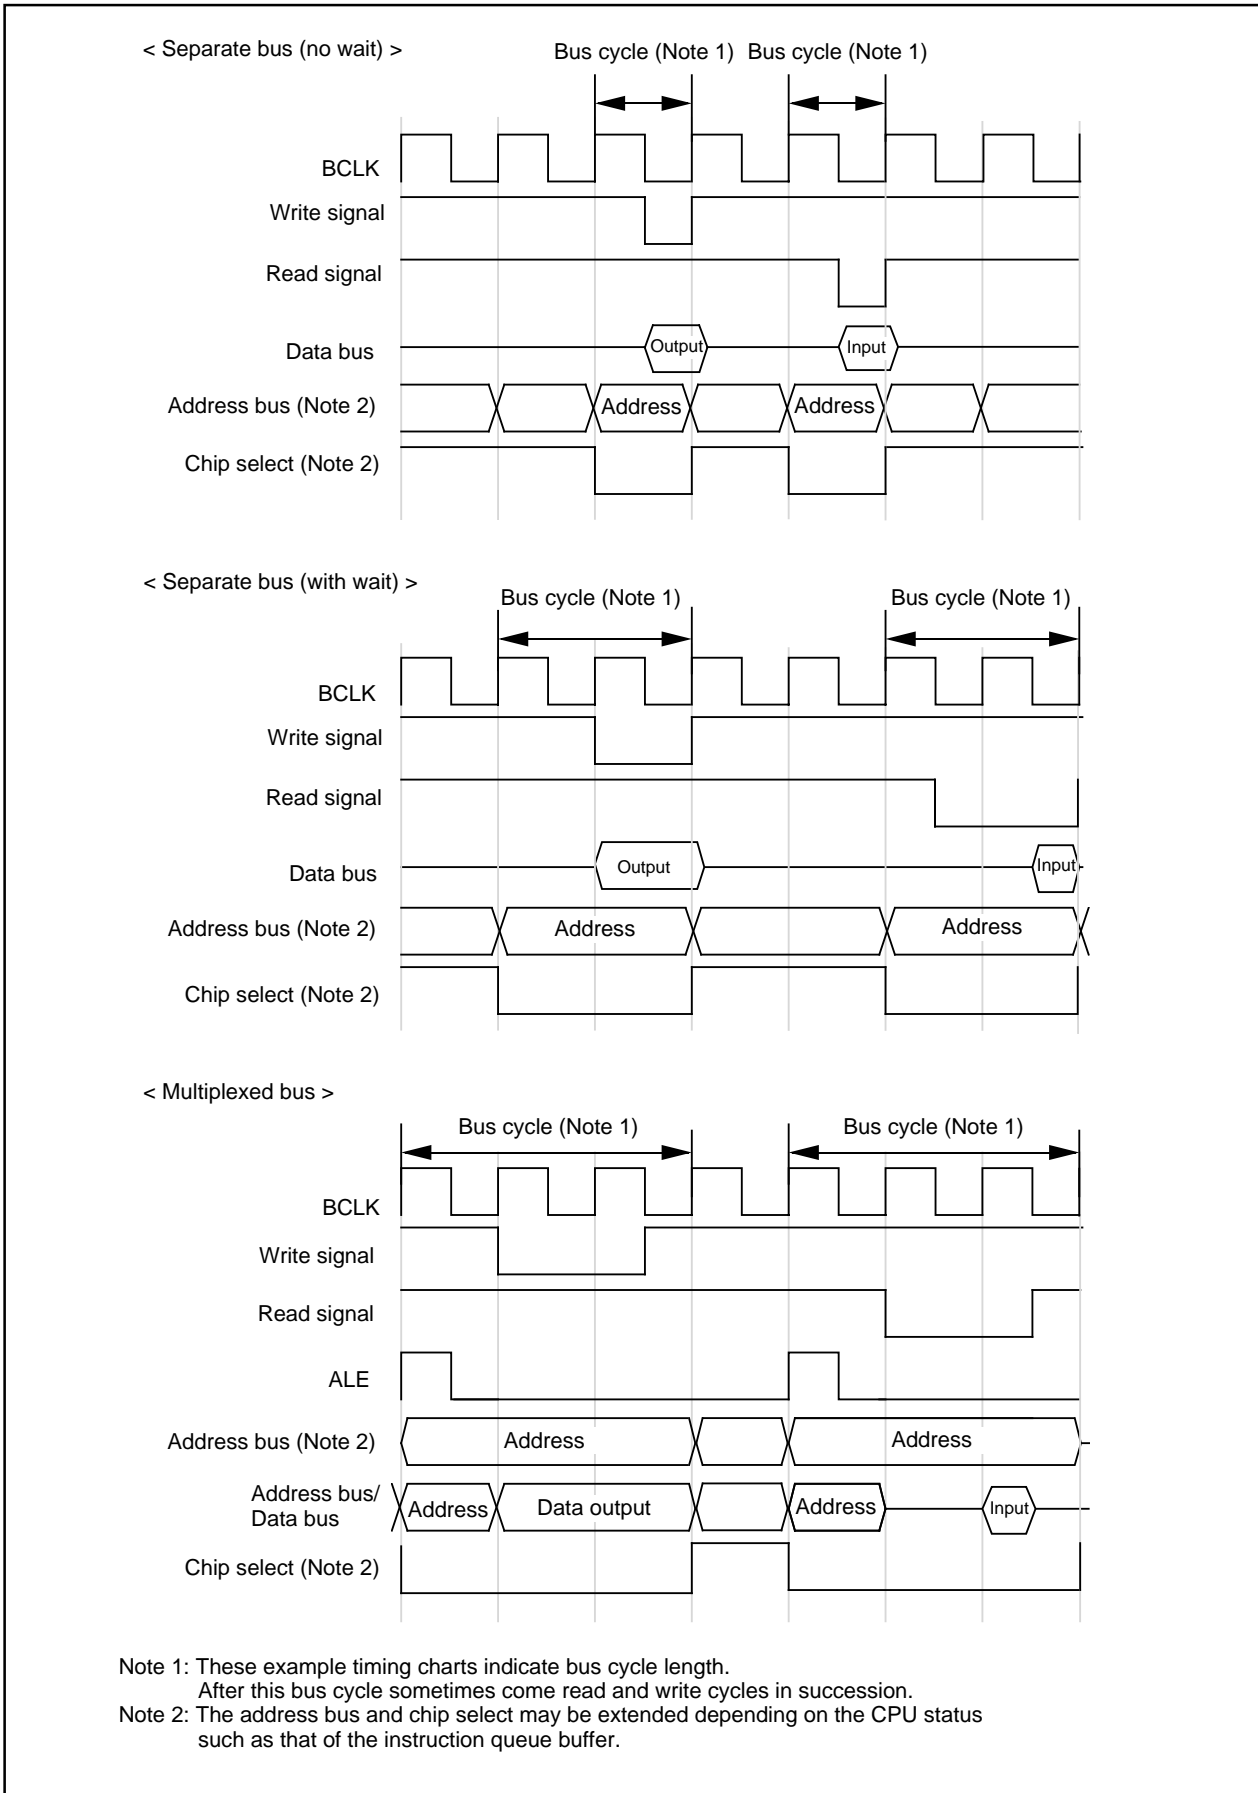 < Separate bus (no wait) >
Bus cycle (Note 1) Bus cycle (Note 1)
BCLK
Write signal
Read signal
Data bus
Output
Input
Address bus (Note 2)
Address
Address
Chip select (Note 2)
< Separate bus (with wait) >
Bus cycle (Note 1)
Bus cycle (Note 1)
BCLK
Write signal
Read signal
Data bus
Output
Input
Address bus (Note 2)
Address
Address
Chip select (Note 2)
< Multiplexed bus >
Bus cycle (Note 1)
Bus cycle (Note 1)
BCLK
Write signal
Read signal
ALE
Address bus (Note 2)
Address
Address
Address bus/
Data bus
Address
Data output
Address
Input
Chip select (Note 2)
Note 1: These example timing charts indicate bus cycle length.
After this bus cycle sometimes come read and write cycles in succession.
Note 2: The address bus and chip select may be extended depending on the CPU status
such as that of the instruction queue buffer.